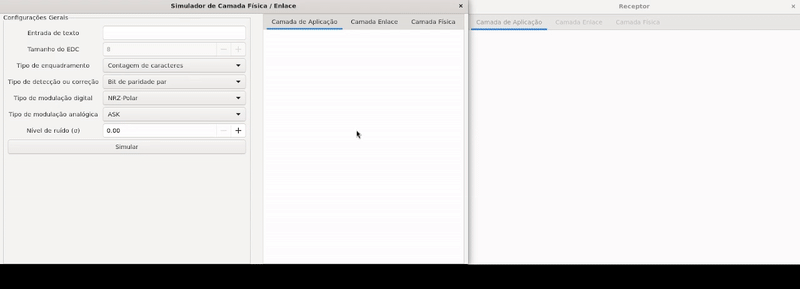 Simulador de Camada Física / Enlace
Receptor
Configurações Gerais
Camada de Aplicação Camada Enlace Camada Física
Camada de Aplicação Camada Enlace Camada Física
Entrada de texto
Tamanho do EDC 8
Tipo de enquadramento Contagem de caracteres
Tipo de detecção ou correção Bit de paridade par
Tipo de modulação digital NRZ-Polar
Tipo de modulação analógica ASK
Nível de ruído (σ) 0.00
Simular